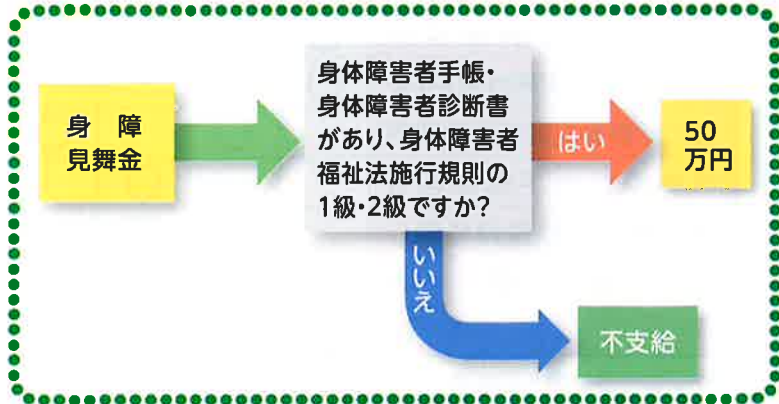 身 障
見舞金
身体障害者手帳・
身体障害者診断書
があり、身体障害者
福祉法施行規則の
1級・2級ですか?
はい
50
万円
いいえ
不支給